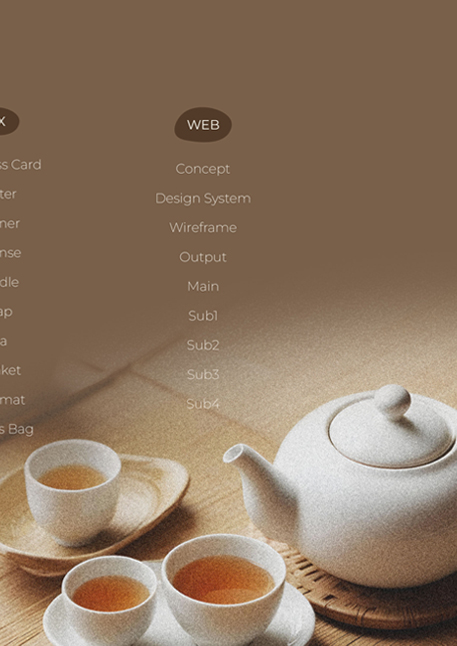 X
ss Card
ter
ner
nse
dle
ap
a
ket
mat
s Bag
WEB
Concept
Design System
Wireframe
Output
Main
Sub1
Sub2
Sub3
Sub4